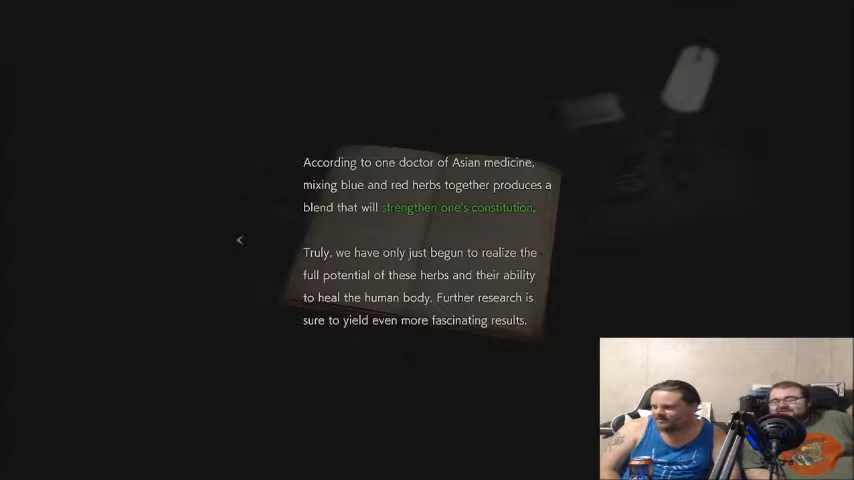 According to one doctor of Asian medicine,
mixing blue and red herbs together produces a
blend that will strengthen one's constitution.
Truly, we have only just begun to realize the
full potential of these herbs and their ability
to heal the human body. Further research is
sure to yield even more fascinating results.